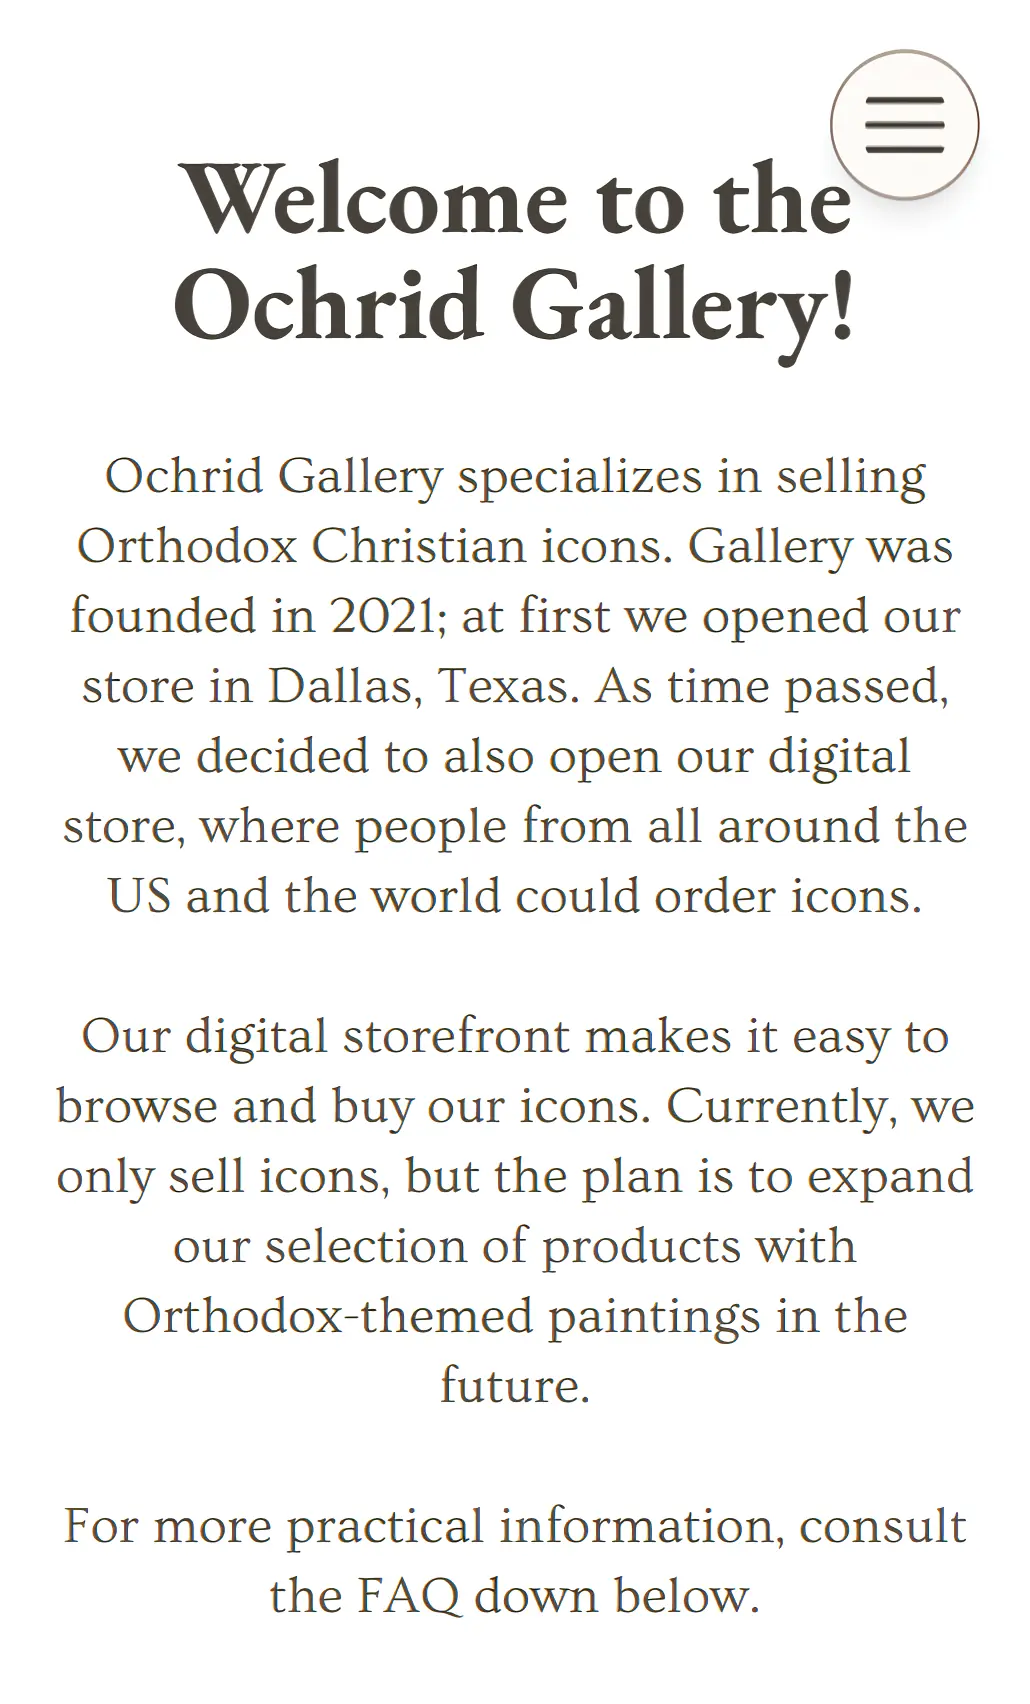 Welcome to the
Ochrid Gallery!
Ochrid Gallery specializes in selling
Orthodox Christian icons. Gallery was
founded in 2021; at first we opened our
store in Dallas, Texas. As time passed,
we decided to also open our digital
store, where people from all around the
US and the world could order icons.
Our digital storefront makes it easy to
browse and buy our icons. Currently, we
only sell icons, but the plan is to expand
our selection of products with
Orthodox-themed paintings in the
future.
For more practical information, consult
the FAQ down below.